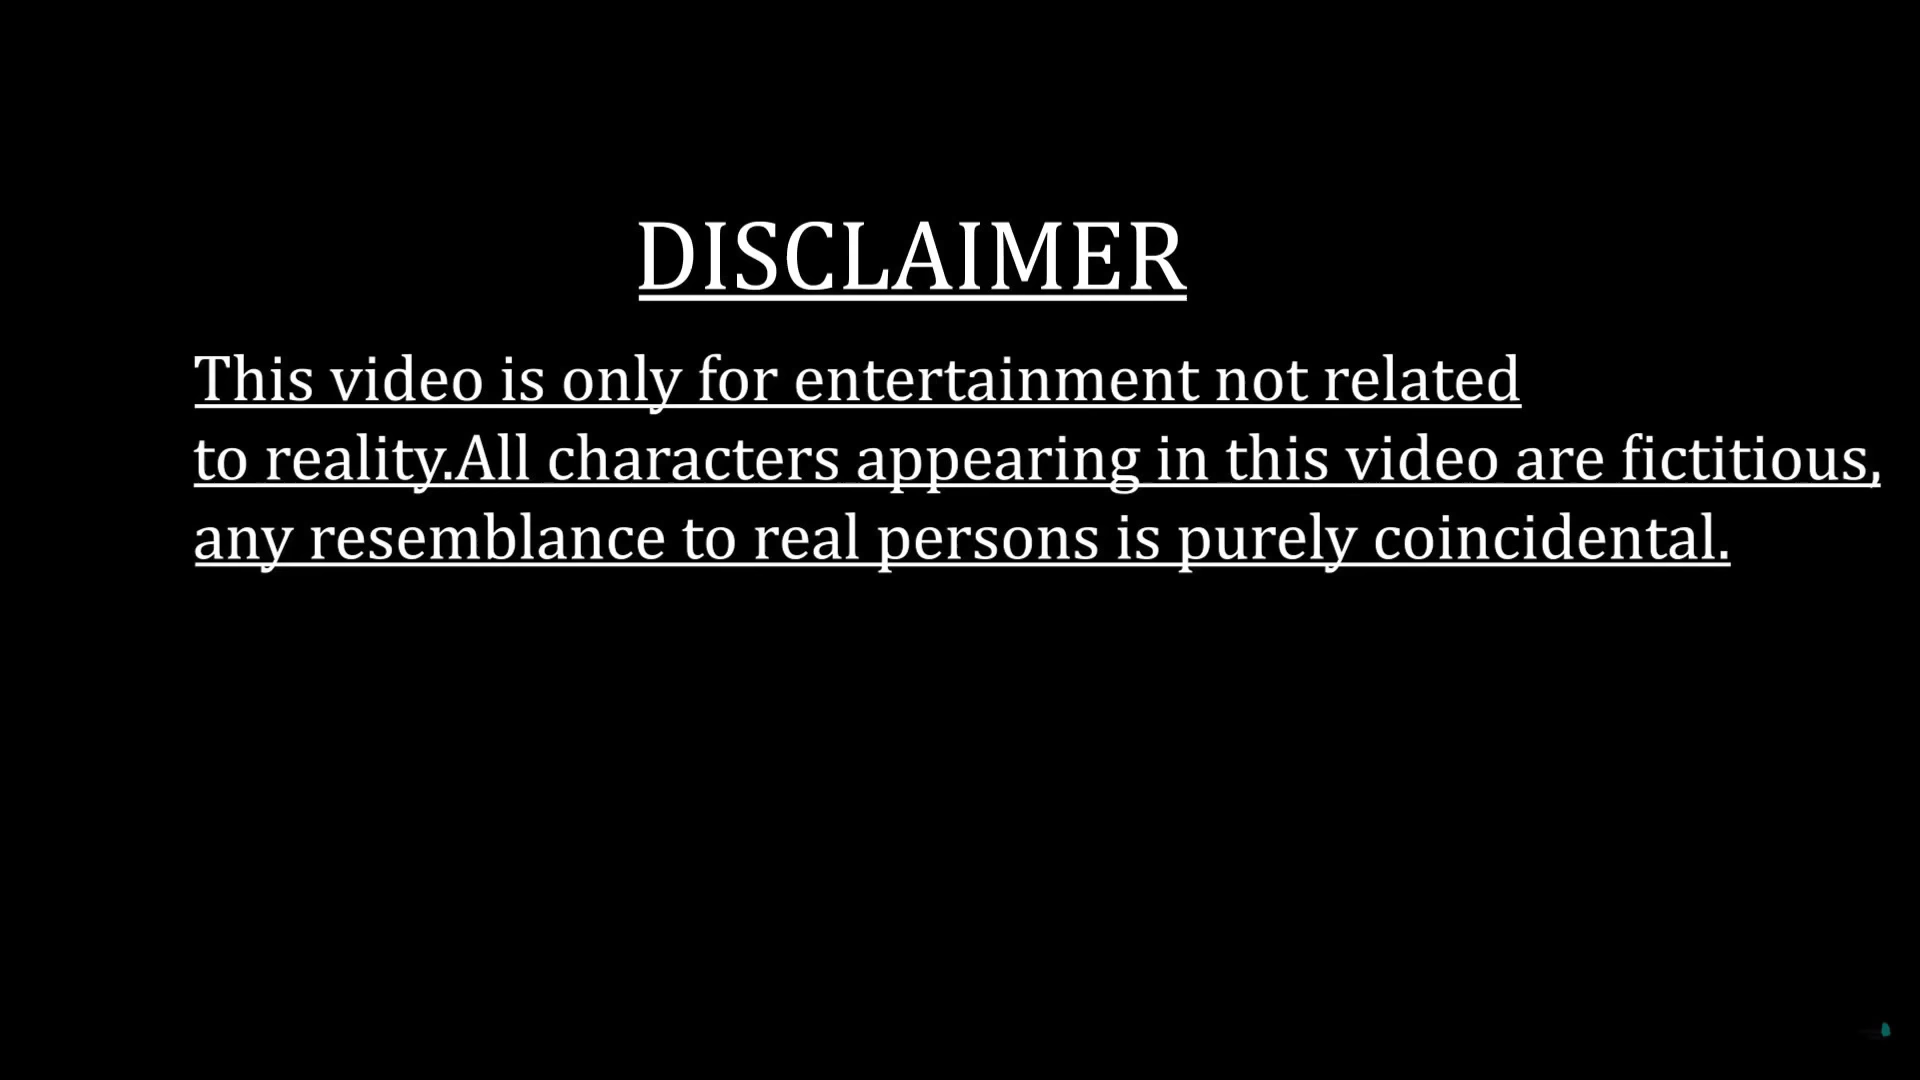 DISCLAIMER
This video is only for entertainment not related
to reality.All characters appearing in this video are fictitious,
any resemblance to real persons is purely coincidental.